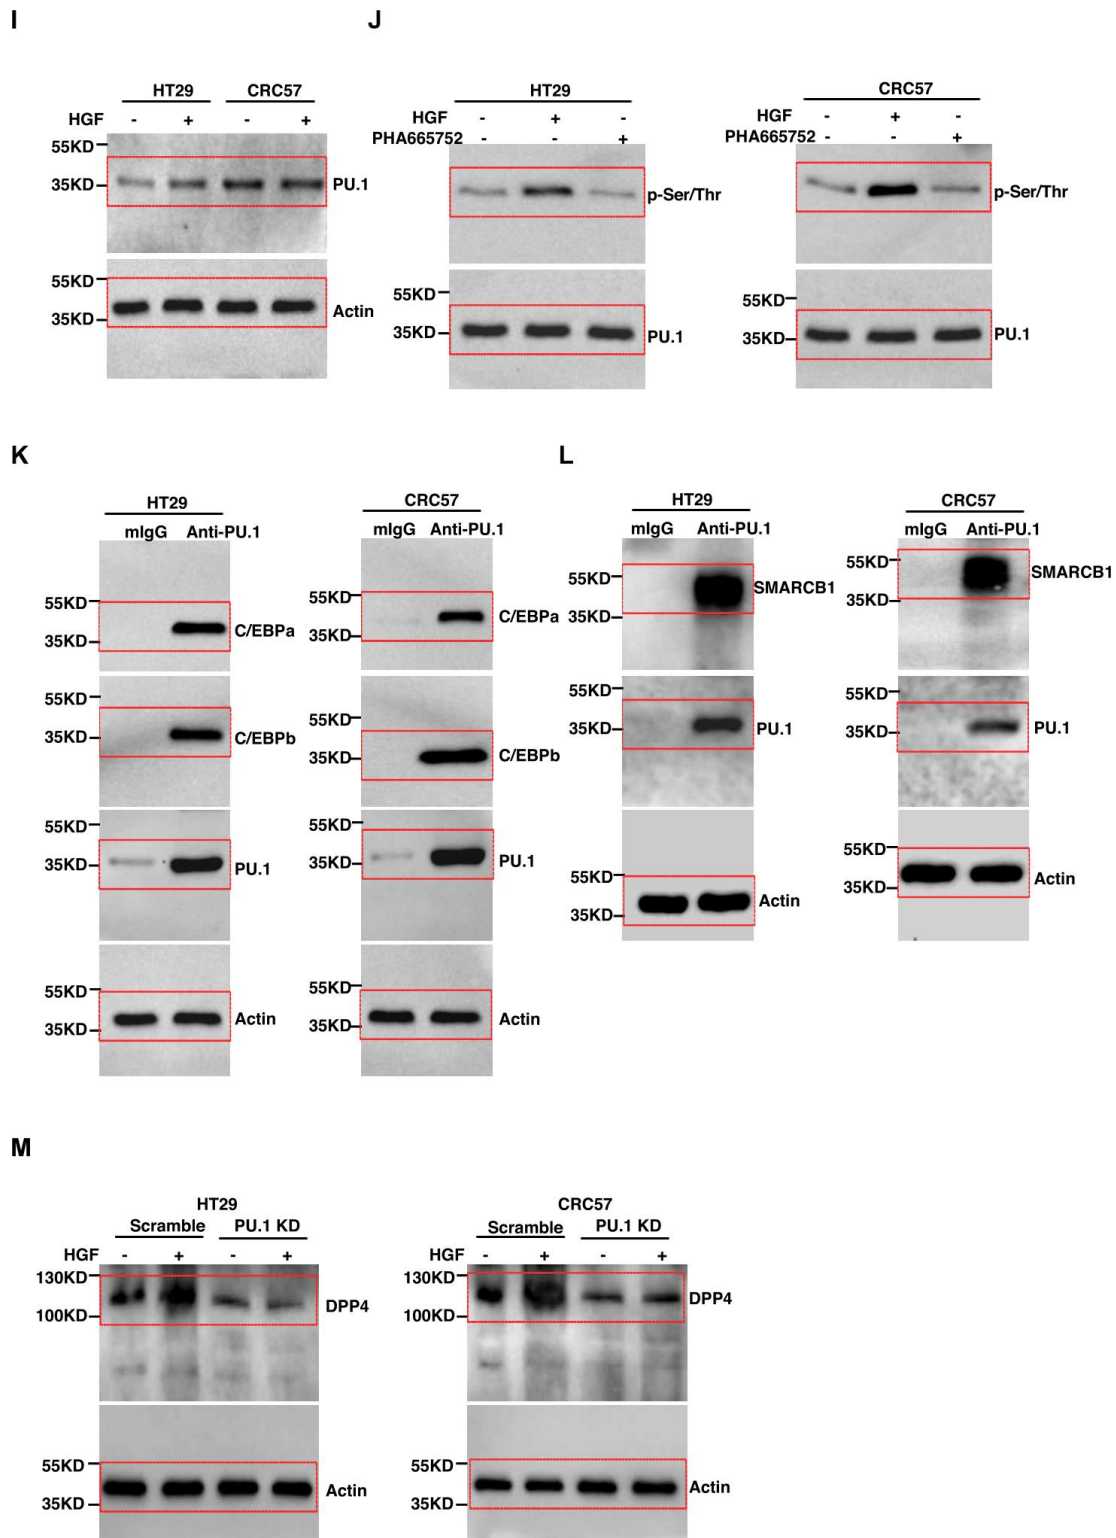 I
J
HT29 CRC57
HGF - + - +
55KD
35KD
PU.1
55KD
35KD
Actin
HT29
HGF - + -
PHA665752 - - +
p-Ser/Thr
55KD
35KD
PU.1
CRC57
HGF - + -
PHA665752 - - +
p-Ser/Thr
55KD
35KD
PU.1
K
L
HT29
mIgG Anti-PU.1
55KD
35KD
C/EBPa
55KD
35KD
C/EBPb
55KD
35KD
PU.1
55KD
35KD
Actin
CRC57
mIgG Anti-PU.1
55KD
35KD
C/EBPa
55KD
35KD
C/EBPb
55KD
35KD
PU.1
55KD
35KD
Actin
HT29
mIgG Anti-PU.1
55KD
35KD
SMARCB1
55KD
35KD
PU.1
55KD
35KD
Actin
CRC57
mIgG Anti-PU.1
55KD
35KD
SMARCB1
55KD
35KD
PU.1
55KD
35KD
Actin
M
HT29
Scramble PU.1 KD
HGF - + - +
130KD
100KD
DPP4
55KD
35KD
Actin
CRC57
Scramble PU.1 KD
HGF - + - +
130KD
100KD
DPP4
55KD
35KD
Actin